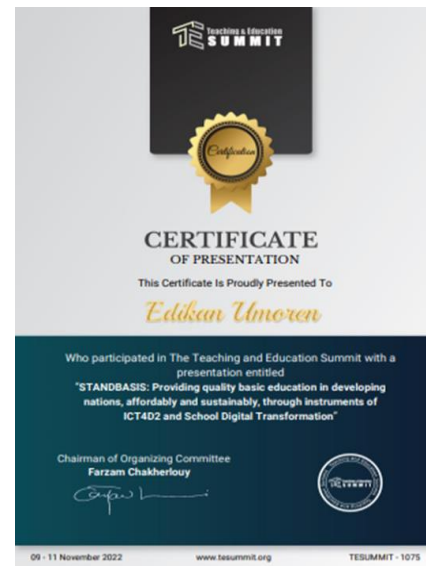 Teaching & Education
TE SUMMIT
Certification
CERTIFICATE
OF PRESENTATION
This Certificate Is Proudly Presented To
Edikan Umoren
Who participated in The Teaching and Education Summit with a
presentation entitled
"STANDBASIS: Providing quality basic education in developing
nations, affordably and sustainably, through instruments of
ICT4D2 and School Digital Transformation"
Chairman of Organizing Committee
Farzam Chakherlouy
SUMMIT
09 - 11 November 2022
www.tesummit.org
TESUMMIT - 1075